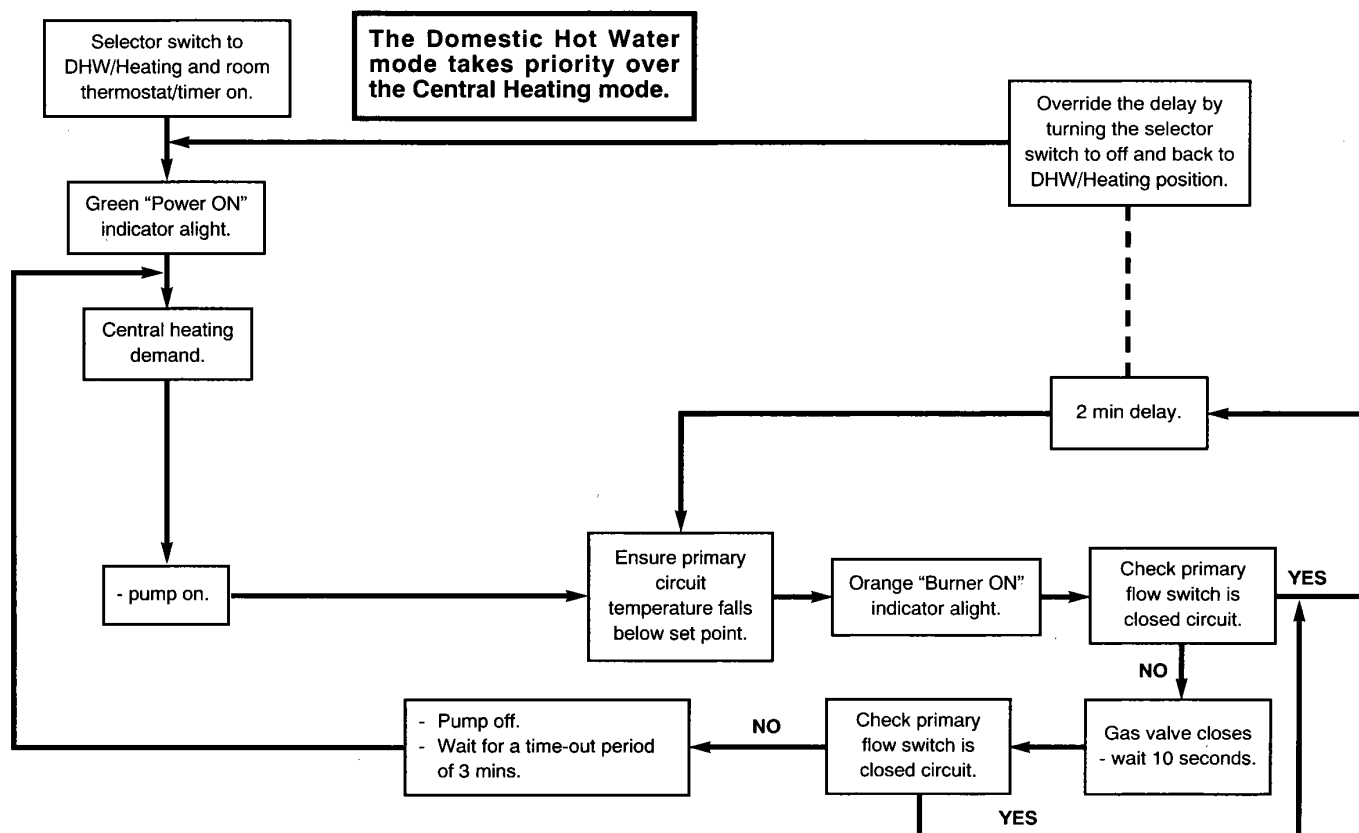 Selector switch to
DHW/Heating and room
thermostat/timer on.
The Domestic Hot Water
mode takes priority over
the Central Heating mode.
Override the delay by
turning the selector
switch to off and back to
DHW/Heating position.
Green “Power ON”
indicator alight.
Central heating
demand.
2 min delay.
- pump on.
Ensure primary
circuit
temperature falls
below set point.
Orange “Burner ON”
indicator alight.
Check primary
flow switch is
closed circuit.
YES
NO
- Pump off.
- Wait for a time-out period
of 3 mins.
NO
Check primary
flow switch is
closed circuit.
Gas valve closes
- wait 10 seconds.
YES